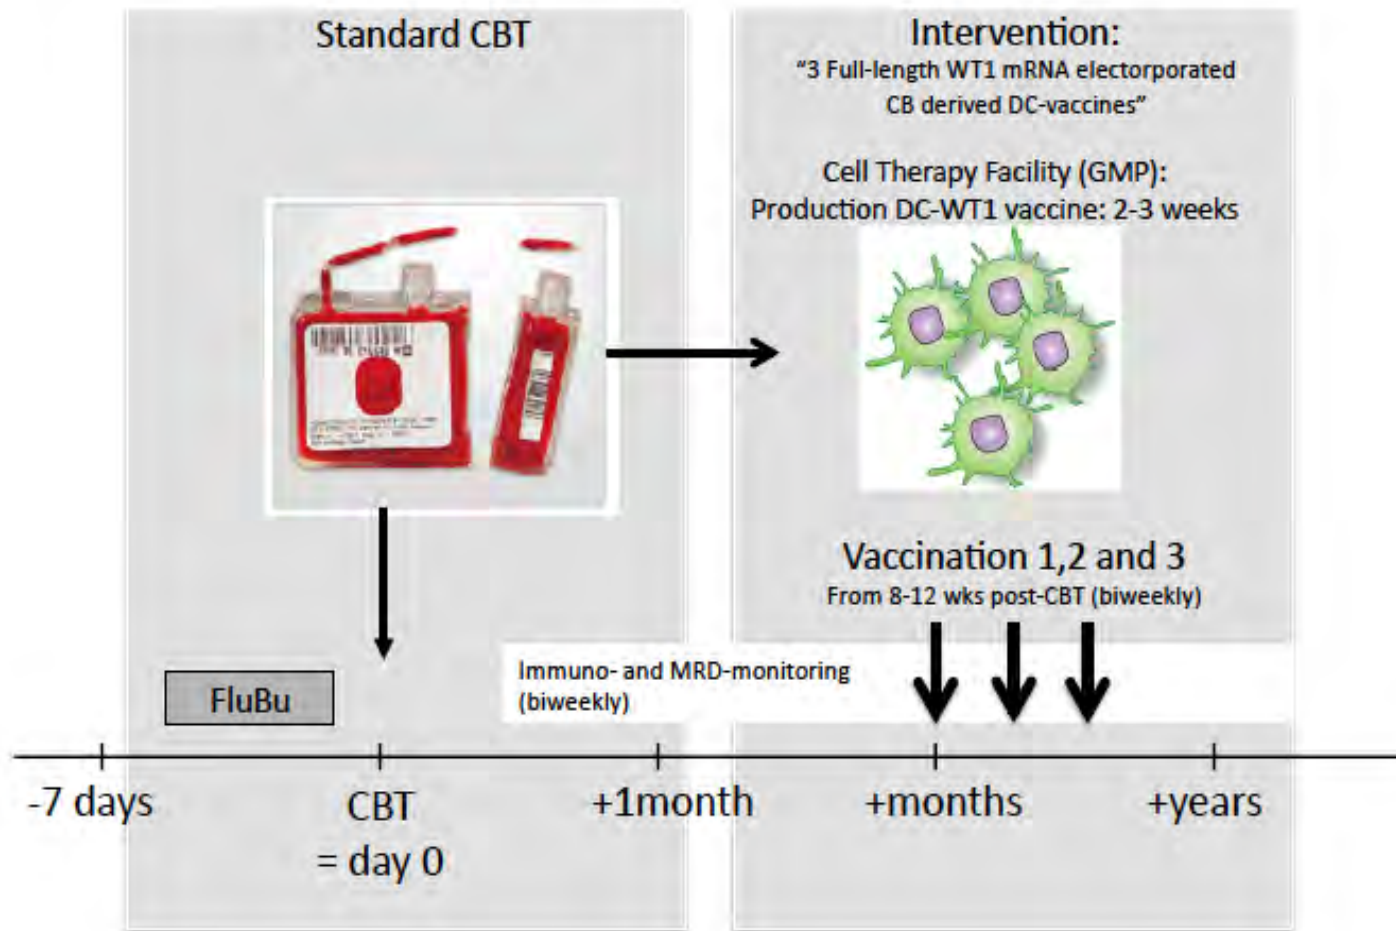 Standard CBT
Intervention:
“3 Full-length WT1 mRNA electorporated
CB derived DC-vaccines”
Cell Therapy Facility (GMP):
Production DC-WT1 vaccine: 2-3 weeks
Vaccination 1,2 and 3
From 8-12 wks post-CBT (biweekly)
Immuno- and MRD-monitoring
(biweekly)
FluBu
-7 days
CBT
= day 0
+1month
+months
+years